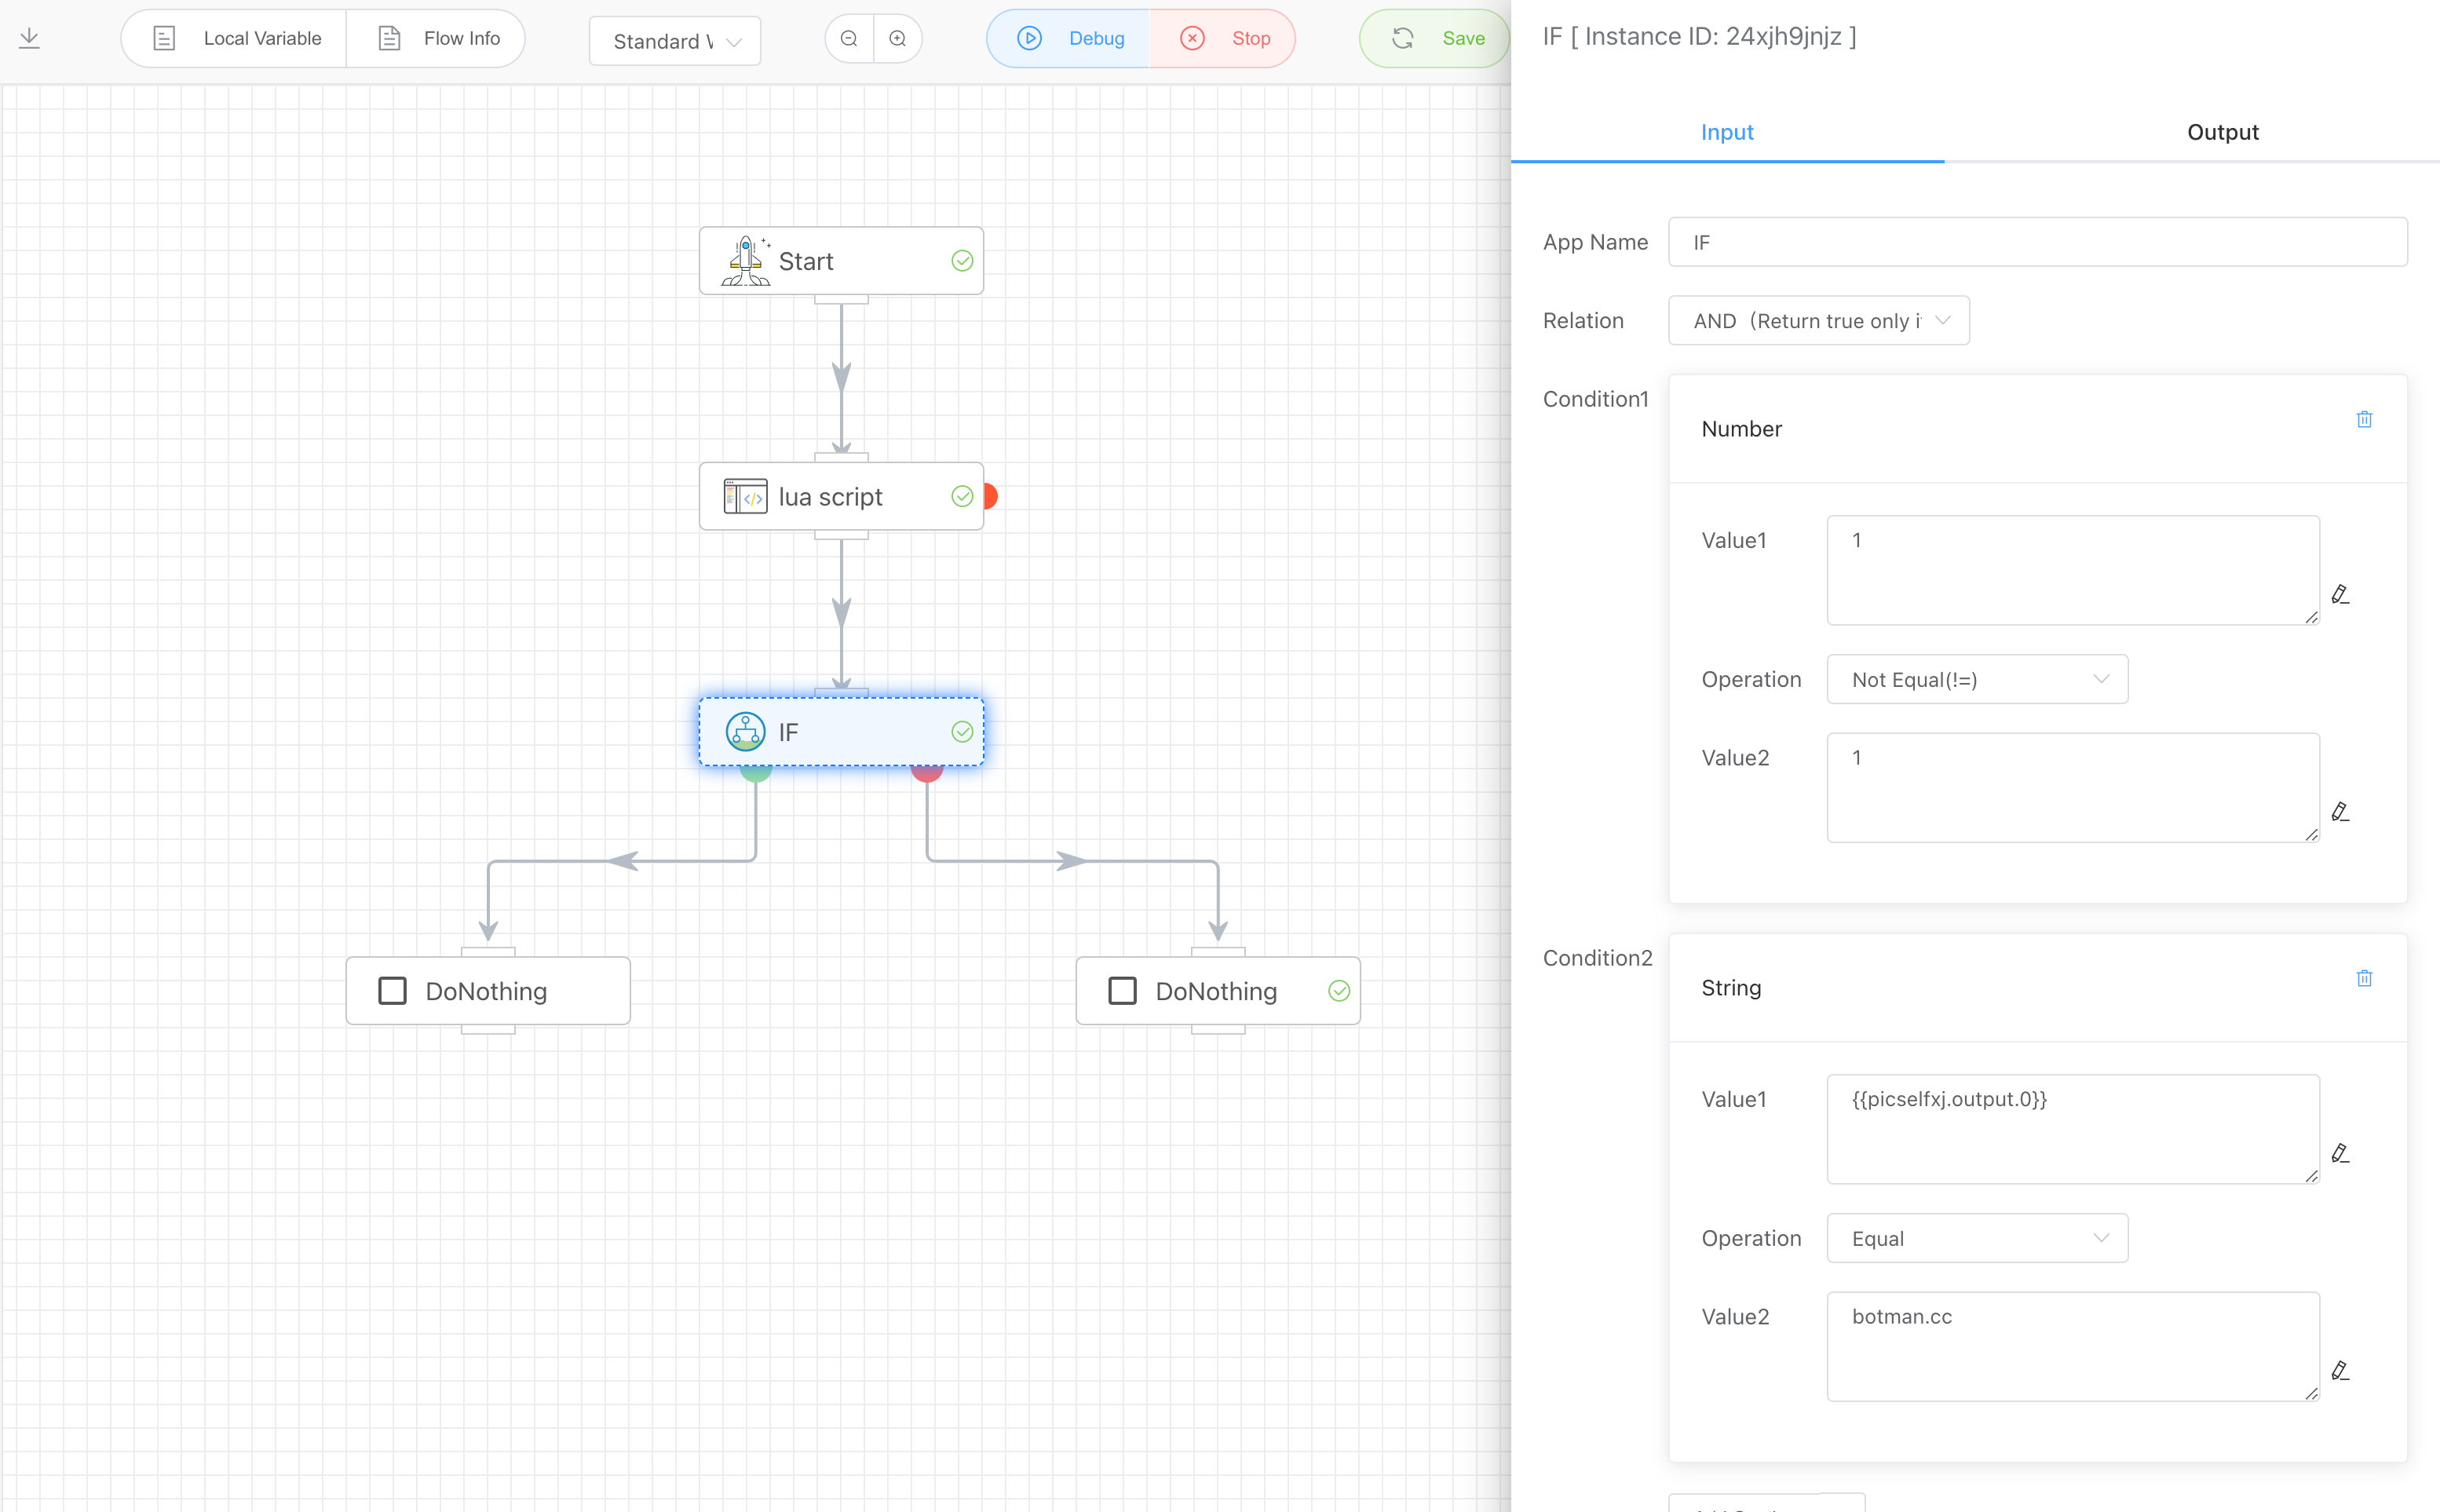 Local Variable
Flow Info
Standard
Debug
Stop
Save
IF [ Instance ID: 24xjh9jnjz ]
Input
Output
App Name
IF
Relation
AND（Return true only
Condition1
Number
Value1
1
Operation
Not Equal(!=)
Value2
1
Condition2
String
Value1
{{picselfxj.output.0}}
Operation
Equal
Value2
botman.cc
Start
lua script
IF
DoNothing
DoNothing